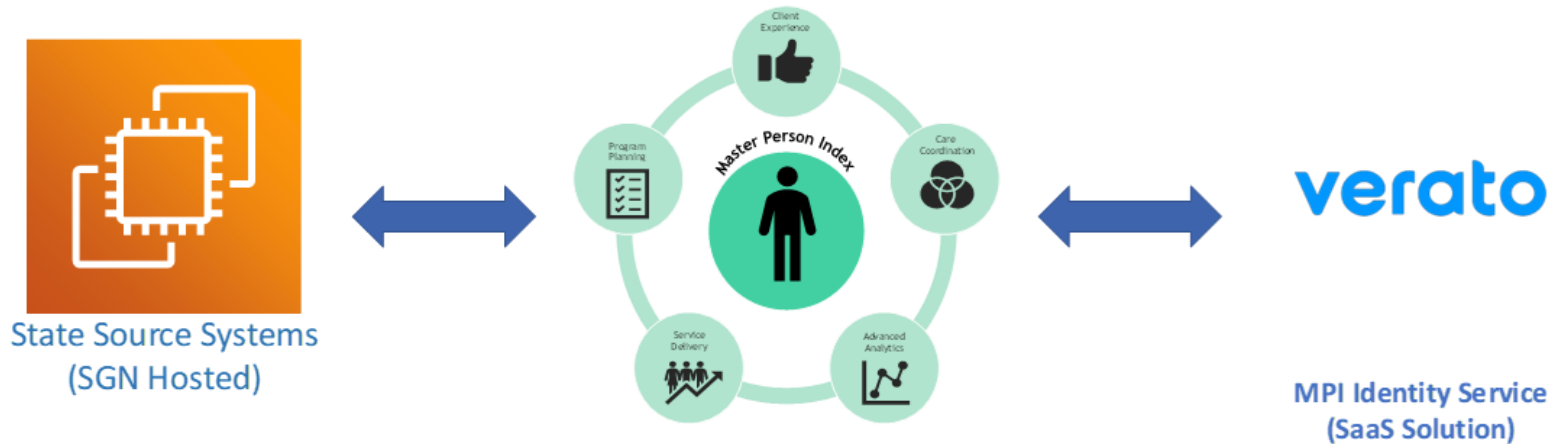 State Source Systems
(SGN Hosted)
Client
Experience
Program
Planning
Master Person Index
Care
Coordination
Service
Delivery
Advanced
Analytics
verato
MPI Identity Service
(SaaS Solution)